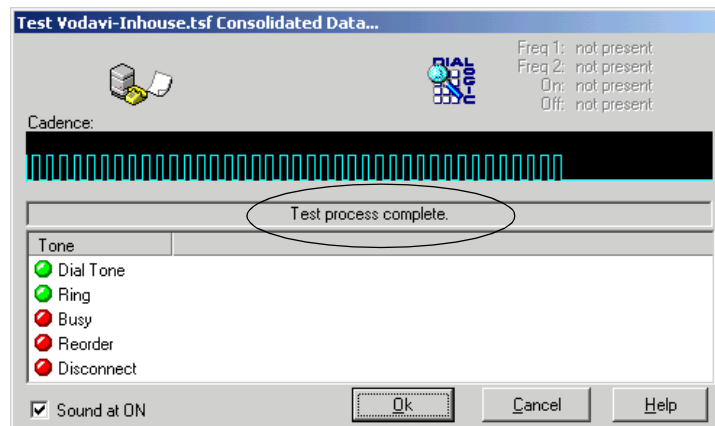 Test Vodavi-Inhouse.tsf Consolidated Data...
Freq 1: not present
Freq 2: not present
On: not present
Off: not present
DIAL
LOGIC
Cadence:
Test process complete.
Tone
Dial Tone
Ring
Busy
Reorder
Disconnect
Sound at ON
Ok
Cancel
Help